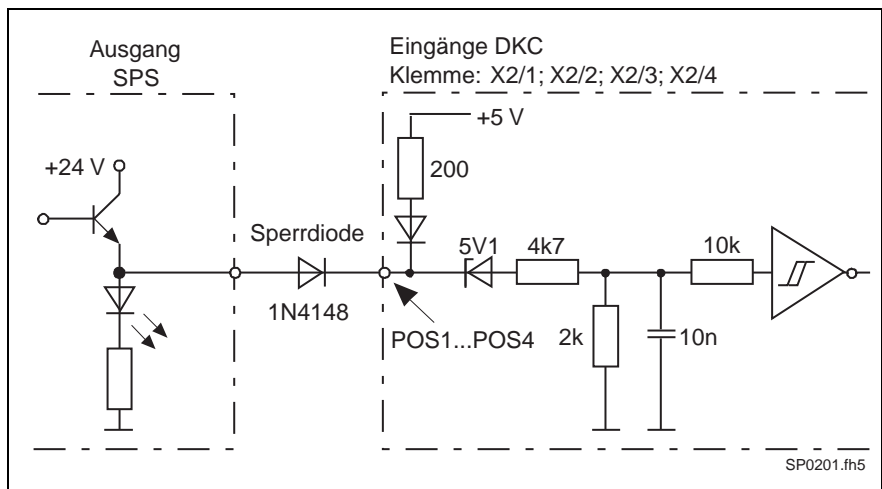 Ausgang
SPS
Eingänge DKC
Klemme: X2/1; X2/2; X2/3; X2/4
+5 V
+24 V
200
Sperrdiode
5V1
4k7
10k
1N4148
POS1...POS4
2k
10n
SP0201.fh5